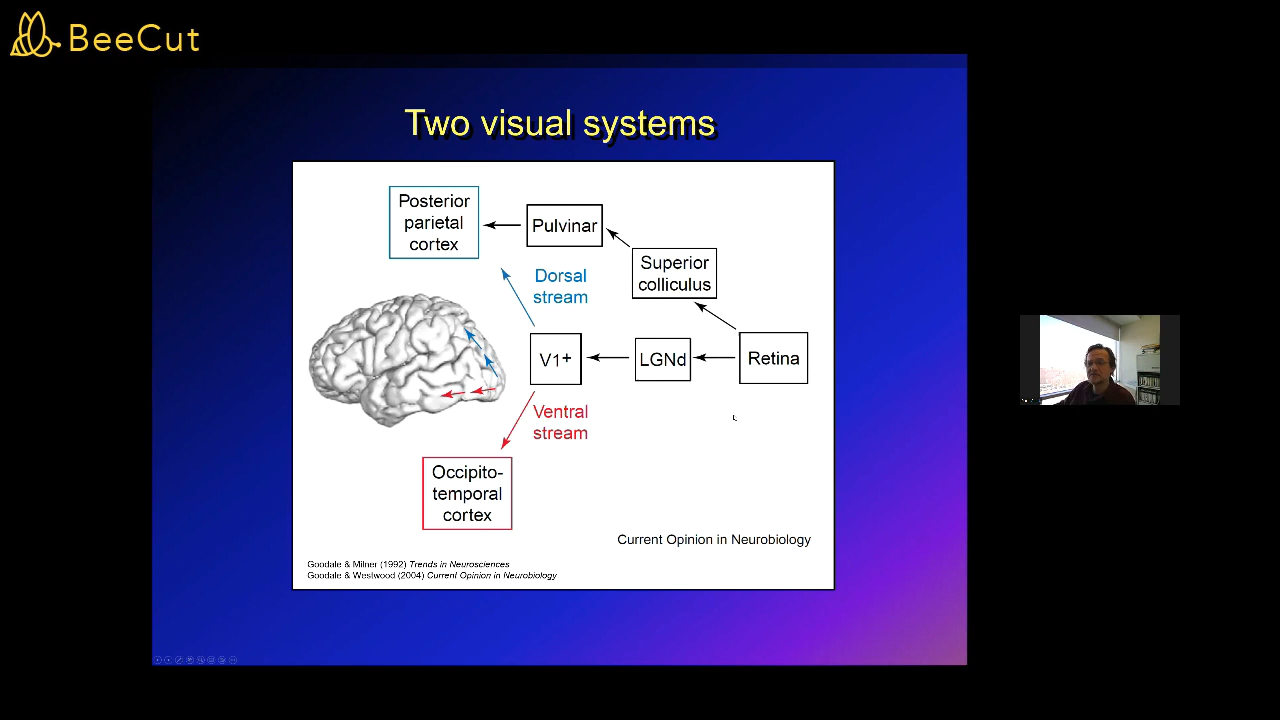 BeeCut
Two visual systems
Posterior
parietal
cortex
Pulvinar
Superior
colliculus
Dorsal
stream
V1+
LGNd
Retina
Ventral
stream
Occipito-
temporal
cortex
Current Opinion in Neurobiology
Goodale & Milner (1992) Trends in Neurosciences
Goodale & Westwood (2004) Current Opinion in Neurobiology